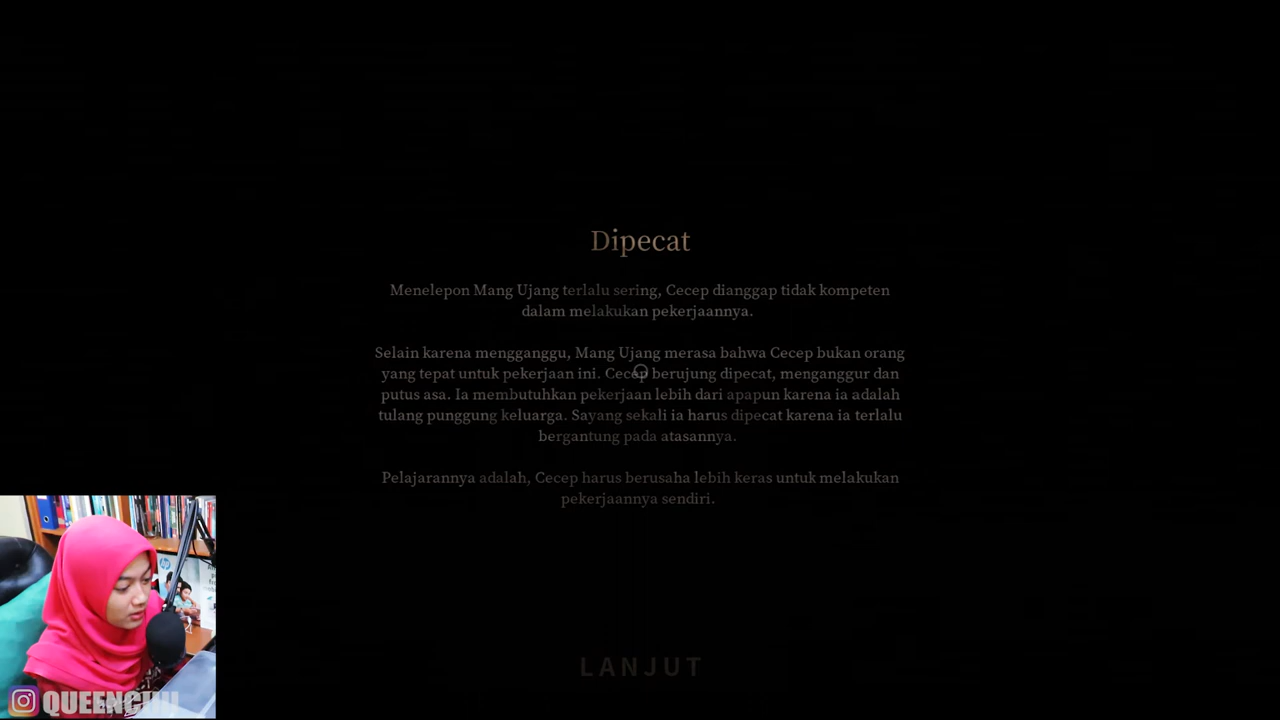 Dipecat
Menelepon Mang Ujang terlalu sering, Cecep dianggap tidak kompeten
dalam melakukan pekerjaannya.
Selain karena mengganggu, Mang Ujang merasa bahwa Cecep bukan orang
yang tepat untuk pekerjaan ini. Cecep berujung dipecat, menganggur dan
putus asa. Ia membutuhkan pekerjaan lebih dari apapun karena ia adalah
tulang punggung keluarga. Sayang sekali ia harus dipecat karena ia terlalu
bergantung pada atasannya.
Pelajarannya adalah, Cecep harus berusaha lebih keras untuk melakukan
pekerjaannya sendiri.
LANJUT